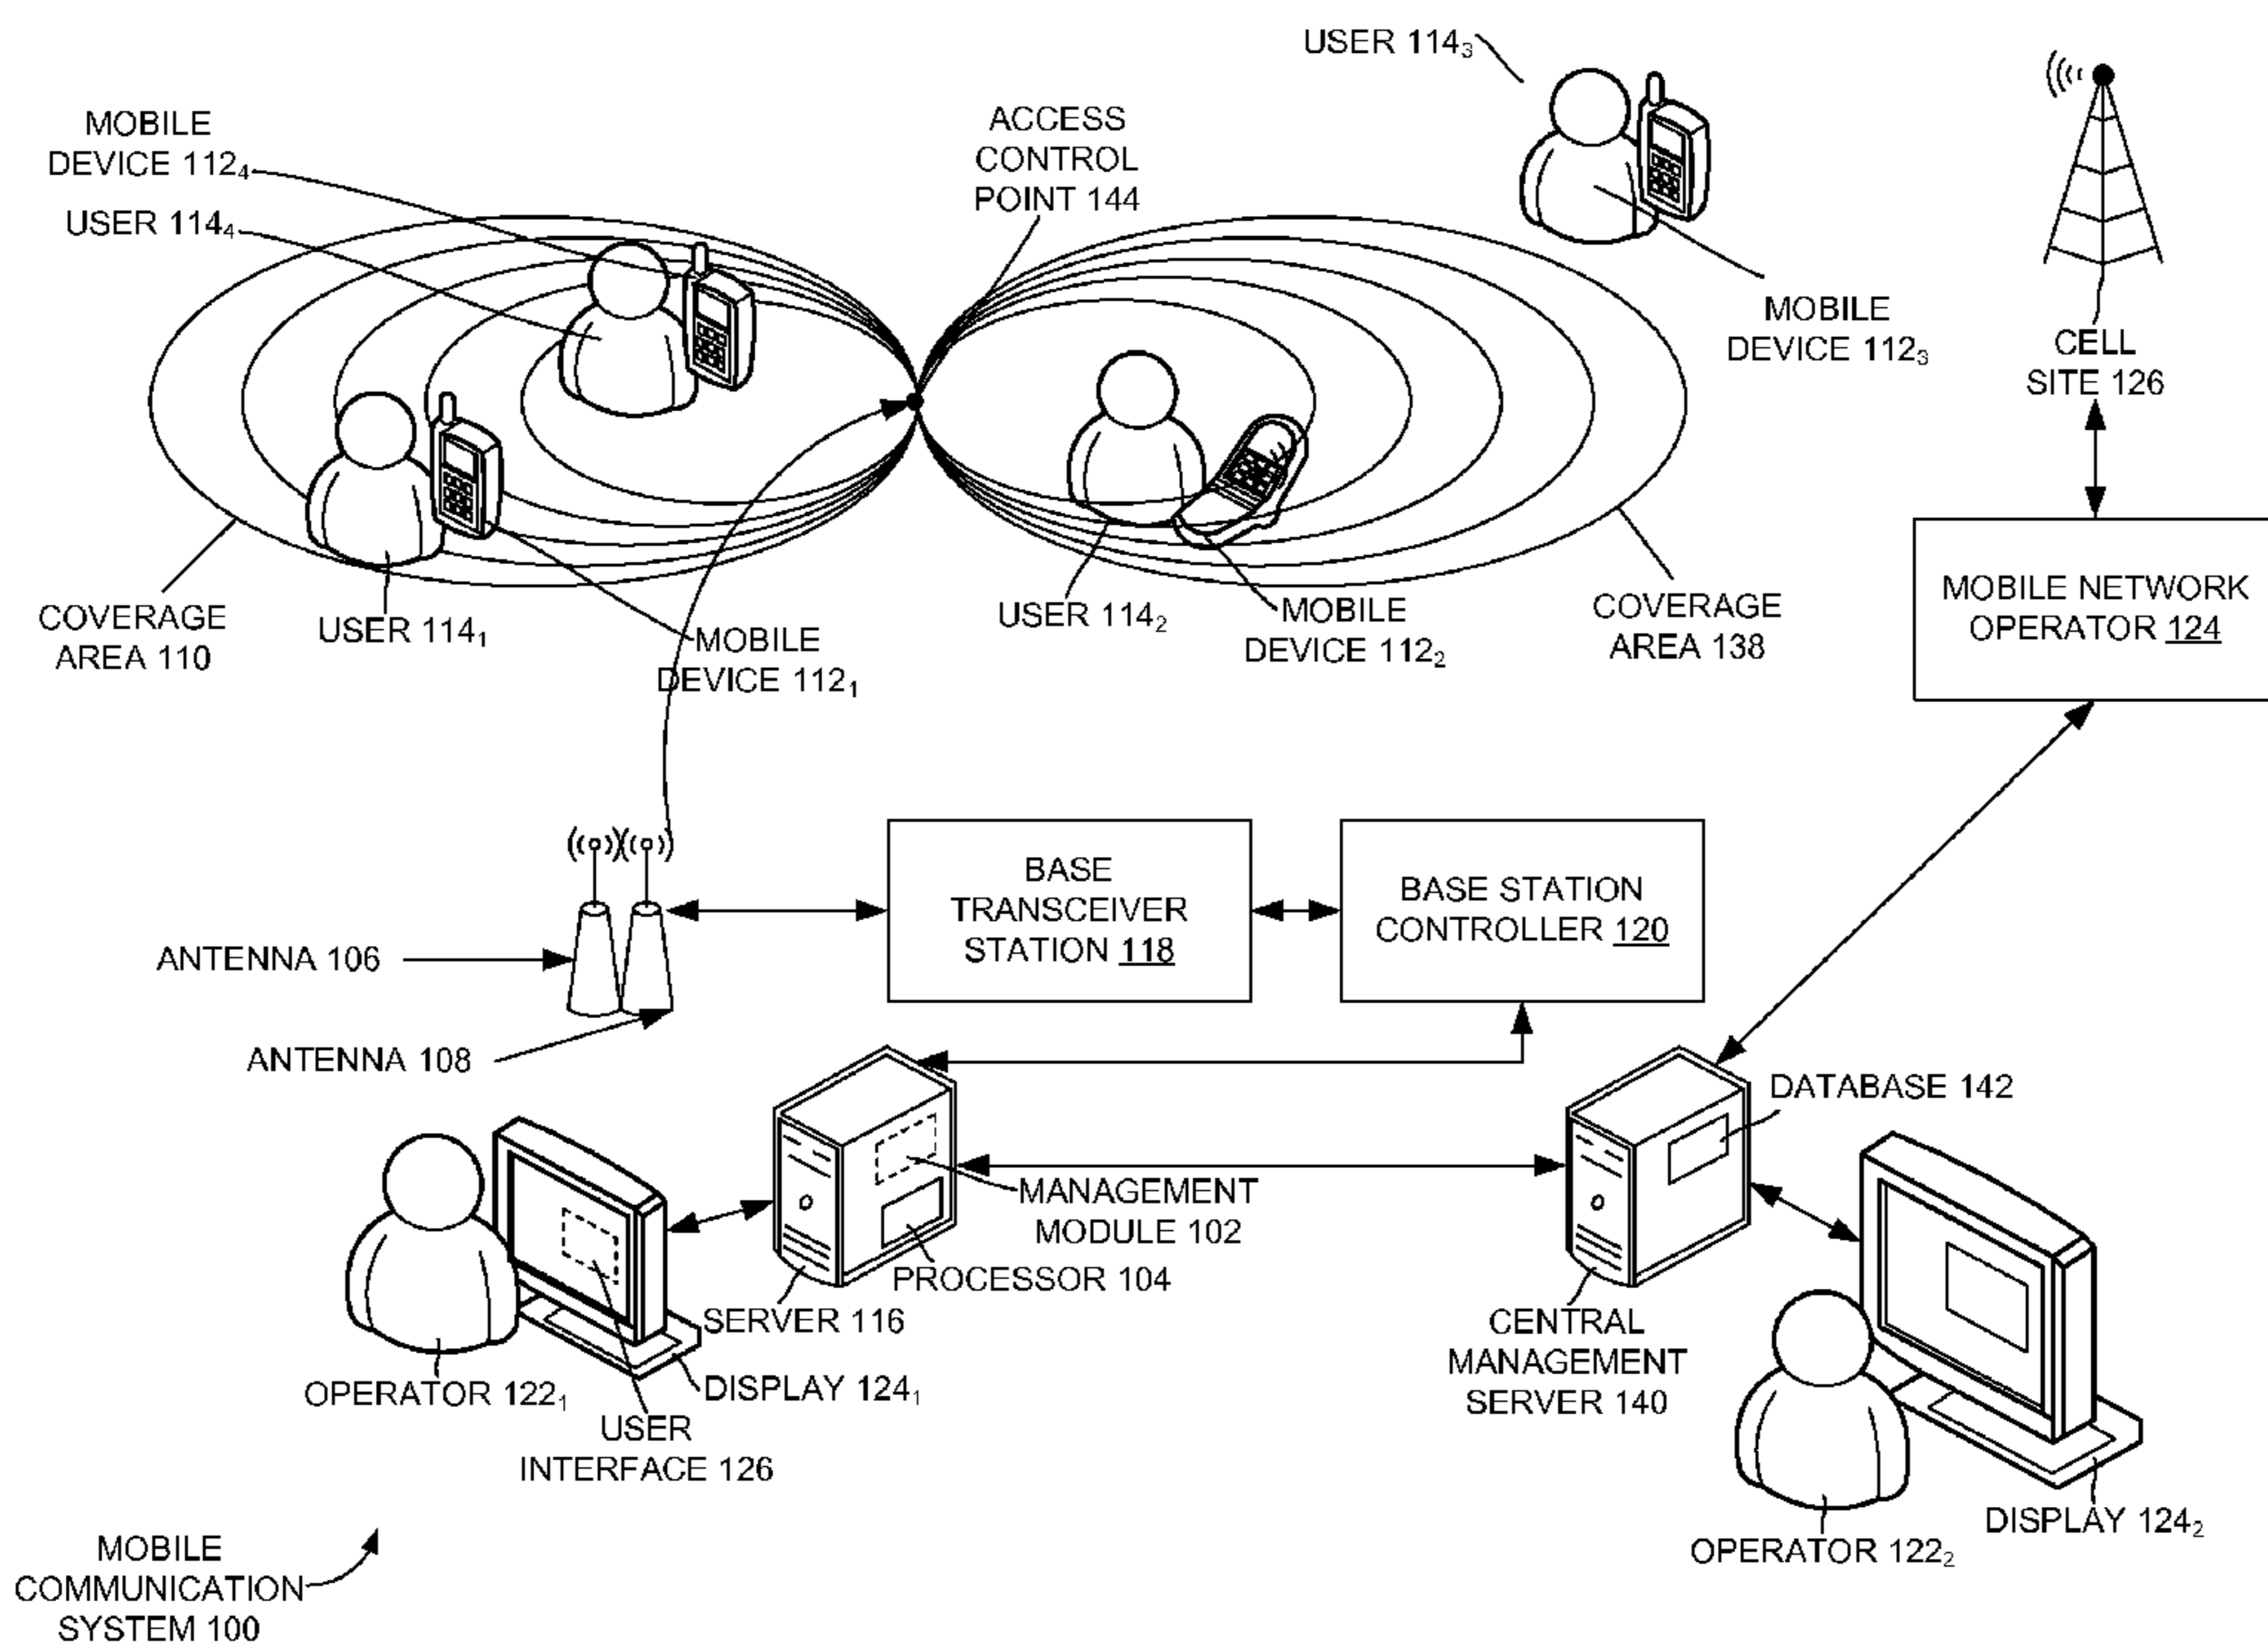 USER 114₃
MOBILE
DEVICE 112₄
USER 114₄
ACCESS
CONTROL
POINT 144
MOBILE
DEVICE 112₃
CELL
SITE 126
COVERAGE
AREA 110
USER 114₁
MOBILE
DEVICE 112₁
USER 114₂
MOBILE
DEVICE 112₂
COVERAGE
AREA 138
MOBILE NETWORK
OPERATOR 124
BASE
TRANSCEIVER
STATION 118
BASE STATION
CONTROLLER 120
ANTENNA 106
ANTENNA 108
DATABASE 142
MANAGEMENT
MODULE 102
PROCESSOR 104
SERVER 116
CENTRAL
MANAGEMENT
SERVER 140
OPERATOR 122₁
DISPLAY 124₁
USER
INTERFACE 126
DISPLAY 124₂
OPERATOR 122₂
MOBILE
COMMUNICATION
SYSTEM 100